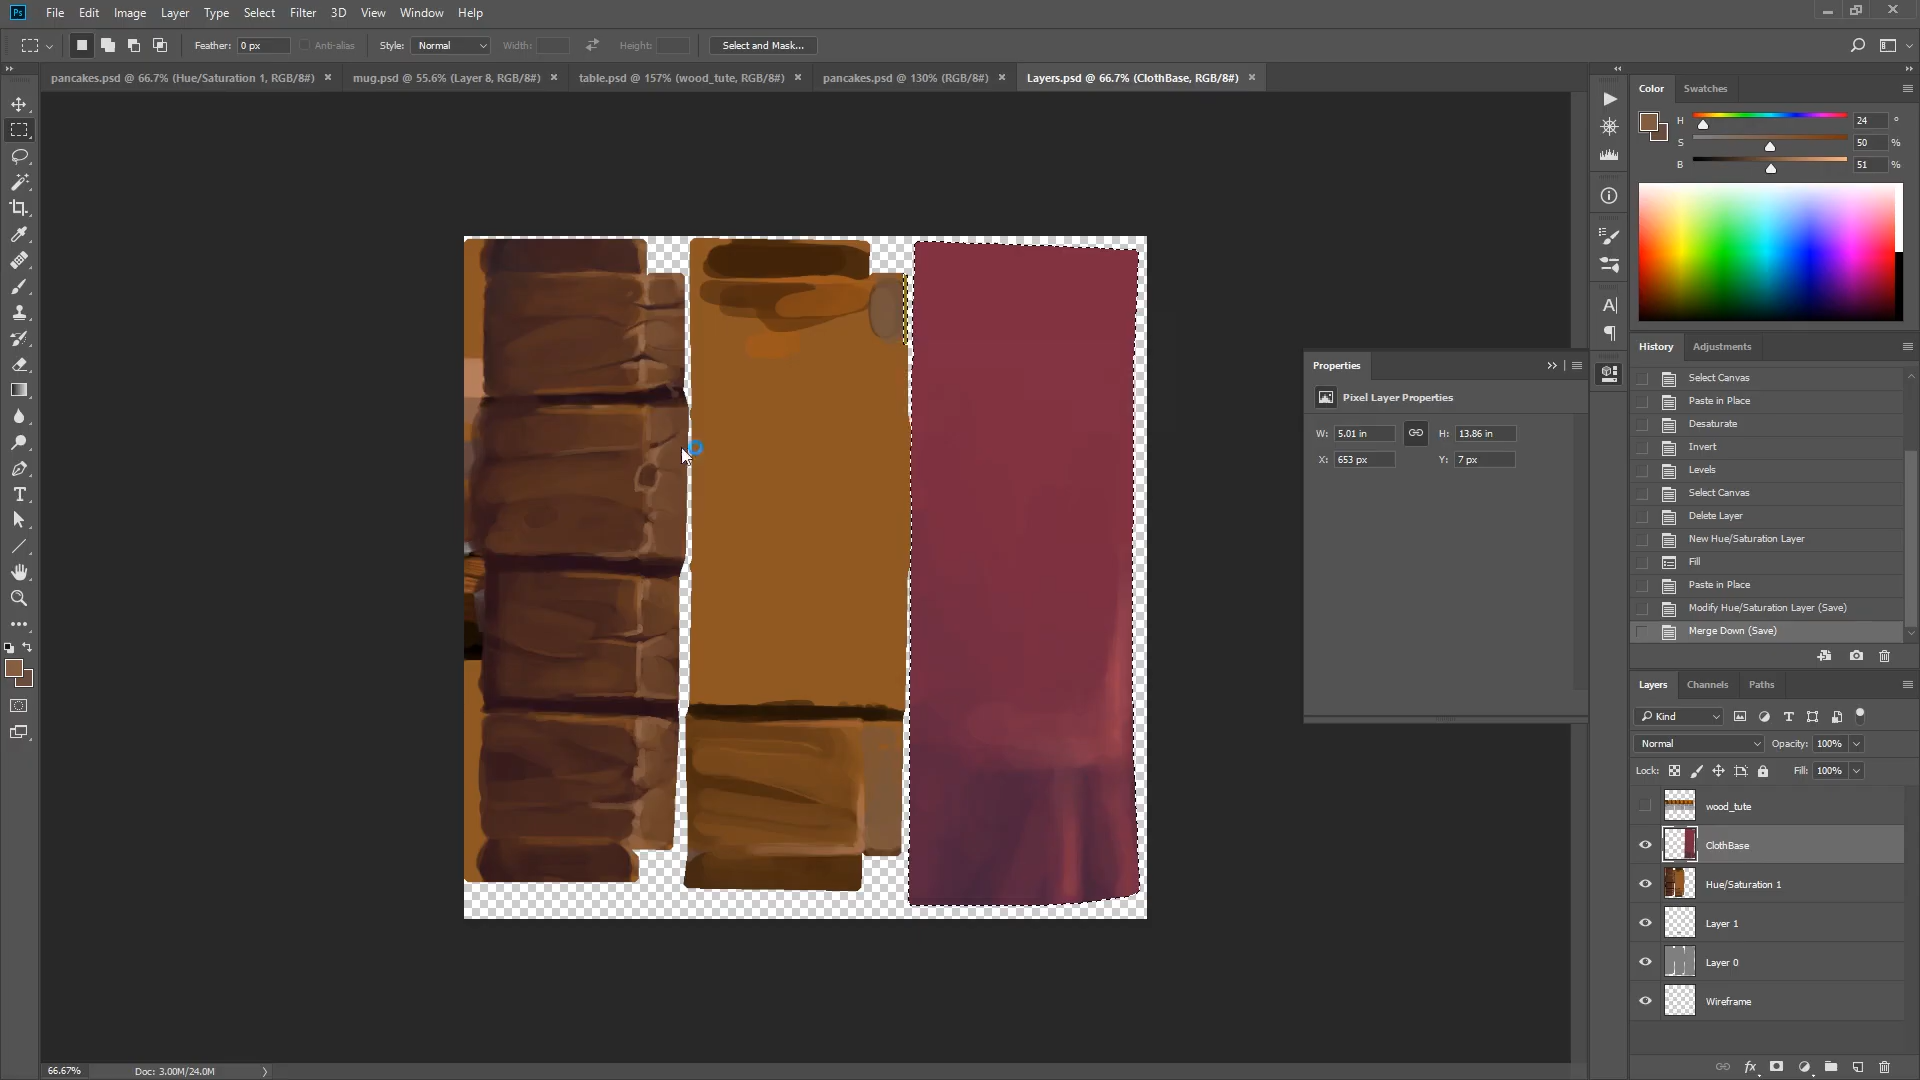 Ps File Edit Image Layer Type Select Filter 3D View Window Help
Feather: 0 px Anti-alias Style: Normal Width: Height: Select and Mask...
pancakes.psd @ 66.7% (Hue/Saturation 1, RGB/8#) mug.psd @ 55.6% (Layer 8, RGB/8#) table.psd @ 157% (wood_tute, RGB/8#) pancakes.psd @ 130% (RGB/8#) Layers.psd @ 66.7% (ClothBase, RGB/8#)
Color Swatches
H 24 °
S 50 %
B 51 %
History Adjustments
Select Canvas
Paste in Place
Desaturate
Invert
Levels
Select Canvas
Delete Layer
New Hue/Saturation Layer
Fill
Paste in Place
Modify Hue/Saturation Layer (Save)
Merge Down (Save)
Properties
Pixel Layer Properties
W: 5.01 in H: 13.86 in
X: 653 px Y: 7 px
Layers Channels Paths
Kind
Normal Opacity: 100%
Lock: Fill: 100%
wood_tute
ClothBase
Hue/Saturation 1
Layer 1
Layer 0
Wireframe
66.67% Doc: 3.00M/24.0M